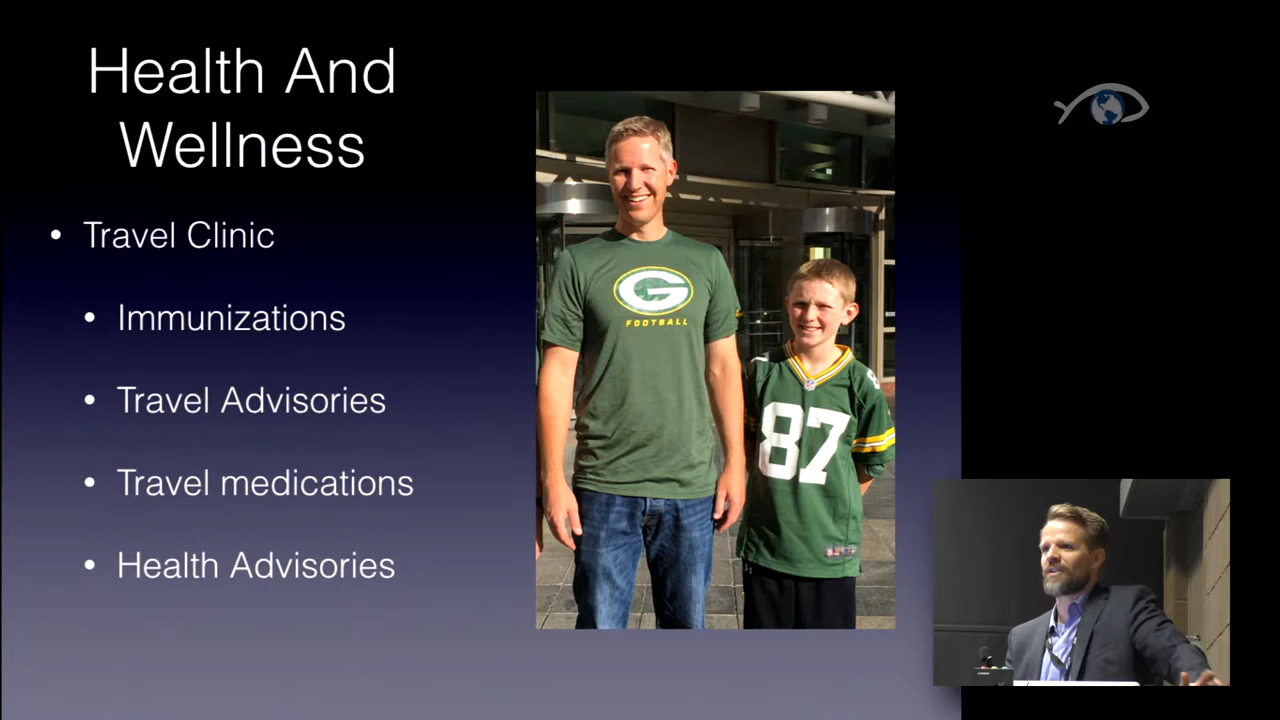 Health And
Wellness
• Travel Clinic
• Immunizations
• Travel Advisories
• Travel medications
• Health Advisories
G
FOOTBALL
87